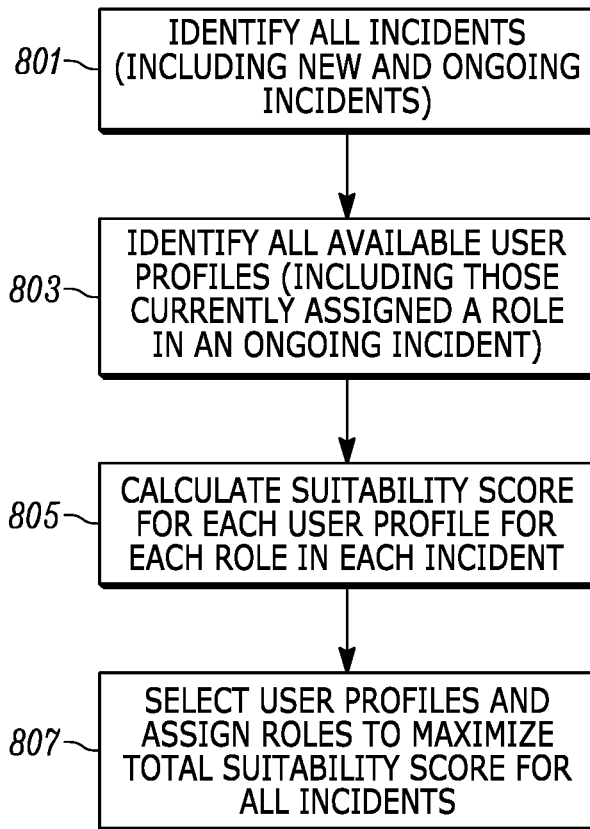 801
IDENTIFY ALL INCIDENTS
(INCLUDING NEW AND ONGOING
INCIDENTS)
803
IDENTIFY ALL AVAILABLE USER
PROFILES (INCLUDING THOSE
CURRENTLY ASSIGNED A ROLE
IN AN ONGOING INCIDENT)
805
CALCULATE SUITABILITY SCORE
FOR EACH USER PROFILE FOR
EACH ROLE IN EACH INCIDENT
807
SELECT USER PROFILES AND
ASSIGN ROLES TO MAXIMIZE
TOTAL SUITABILITY SCORE FOR
ALL INCIDENTS